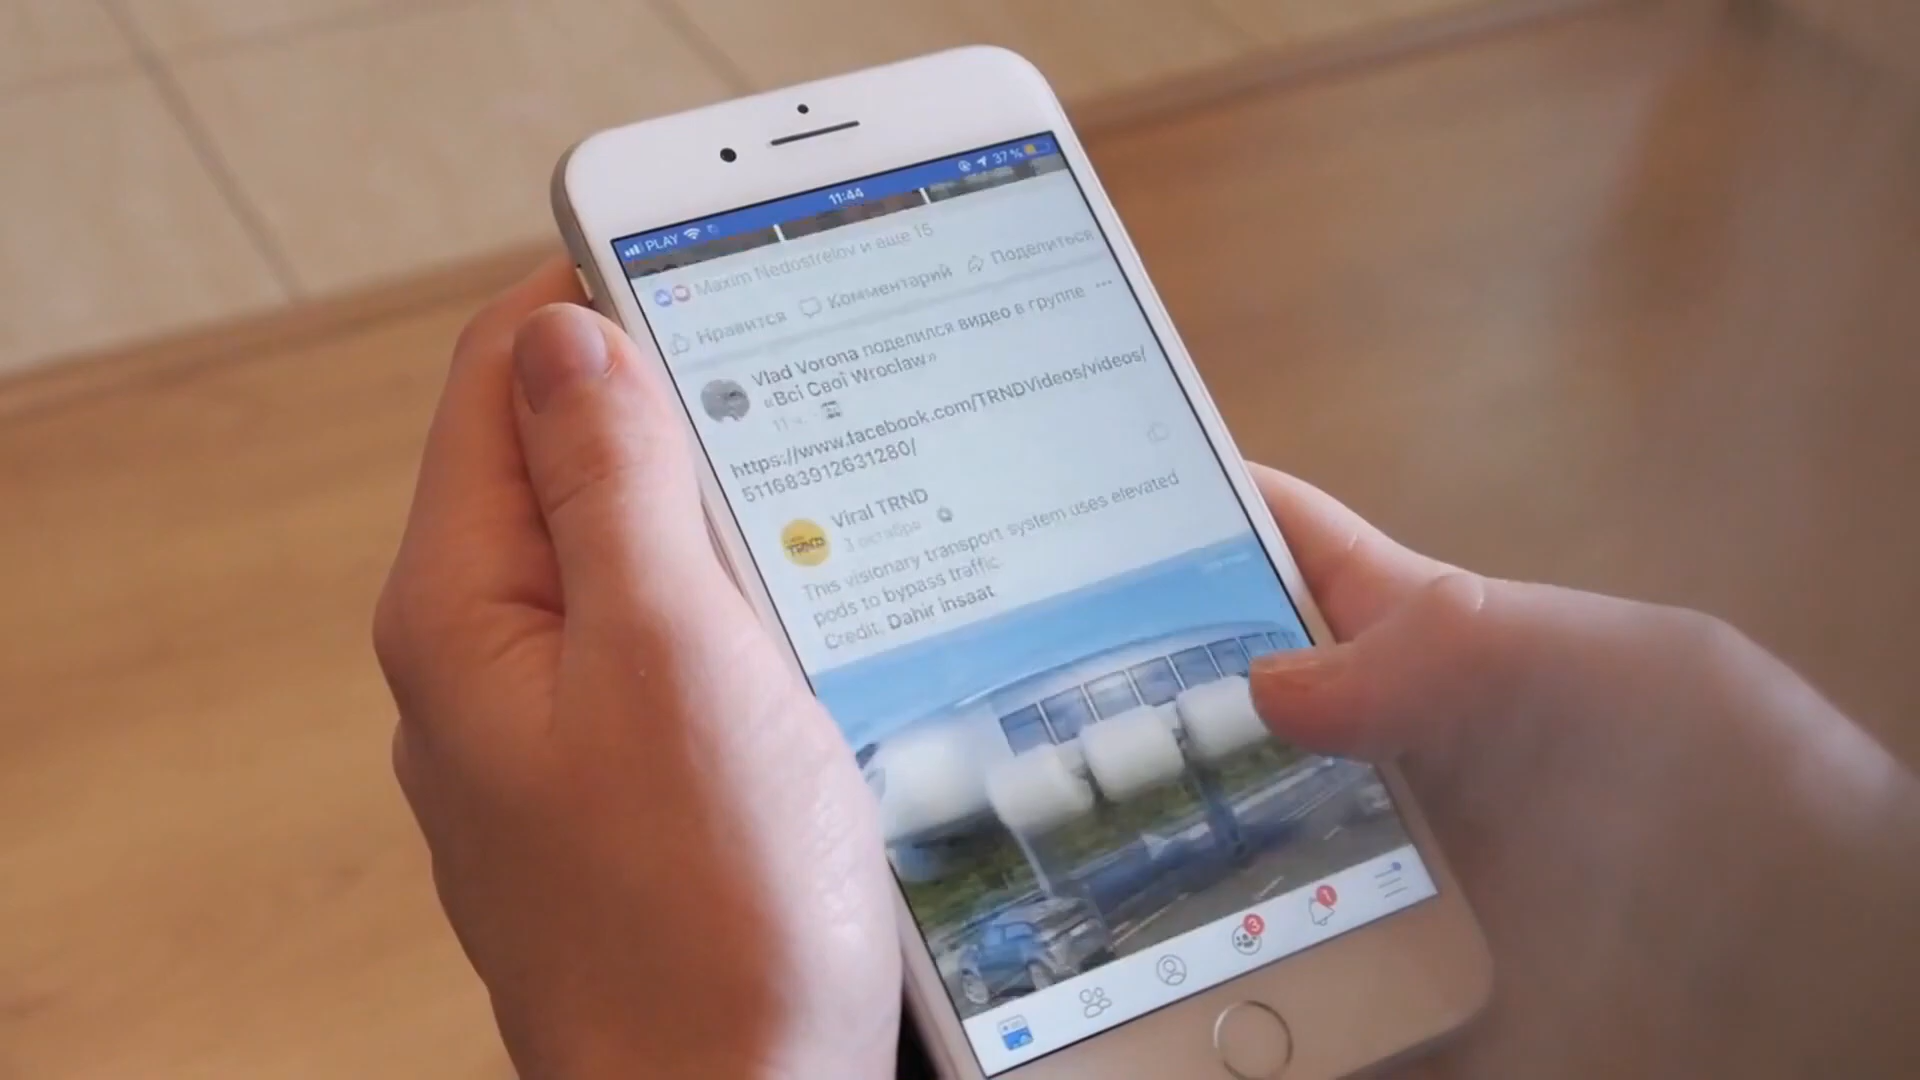 PLAY
11:44
37 %
Maxim Nedostrelov и еще 15
Нравится
Комментарий
Поделиться
Vlad Vorona поделился видео в группе
«Всі Свої Wroclaw»
11 ч.
https://www.facebook.com/TRNDVideos/videos/
511683912631280/
TRND
Viral TRND
3 октября
This visionary transport system uses elevated
pods to bypass traffic.
Credit: Dahir insaat
3
1